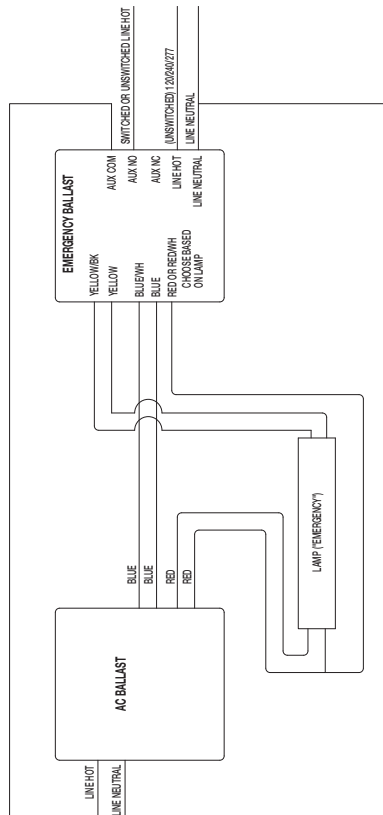 LINE HOT
LINE NEUTRAL
AC BALLAST
BLUE
BLUE
RED
RED
LAMP ("EMERGENCY")
EMERGENCY BALLAST
YELLOW/BK
YELLOW
BLUE/WH
BLUE
RED OR RED/WH
CHOOSE BASED
ON LAMP
AUX COM
AUX NO
AUX NC
LINE HOT
LINE NEUTRAL
SWITCHED OR UNSWITCHED LINE HOT
(UNSWITCHED) 120/240/277
LINE NEUTRAL